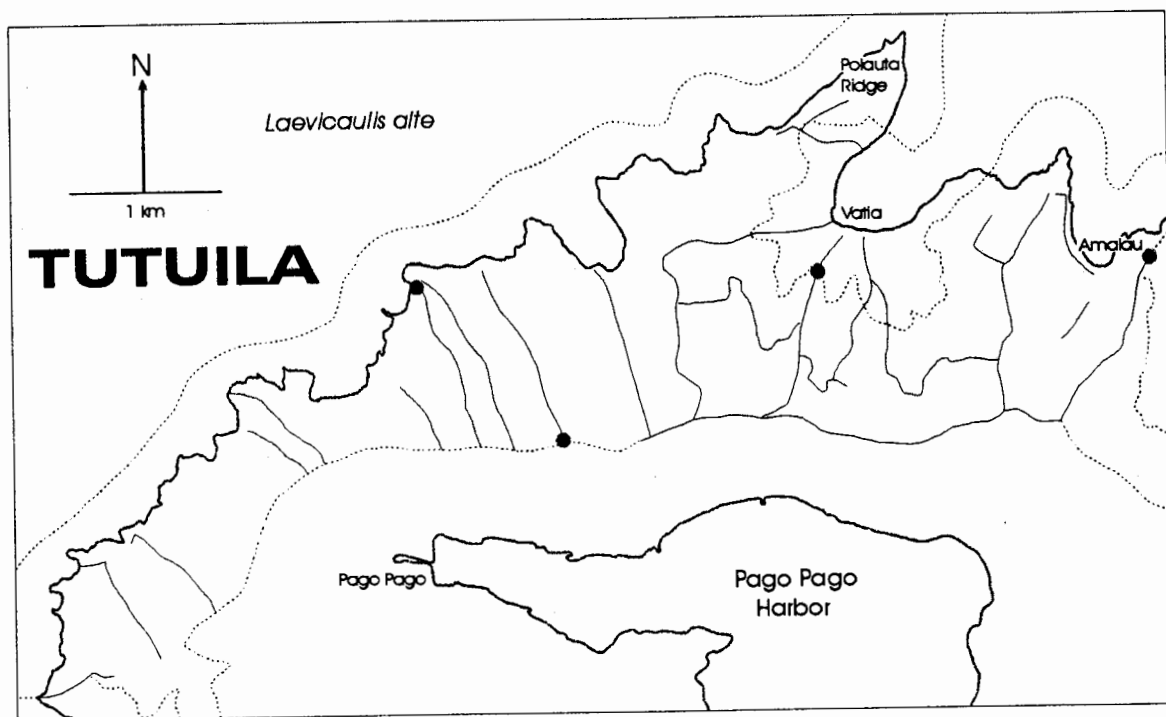 N
Laevicaulis alte
1 km
TUTUILA
Polauta
Ridge
Vatia
Amalau
Pago Pago
Pago Pago
Harbor